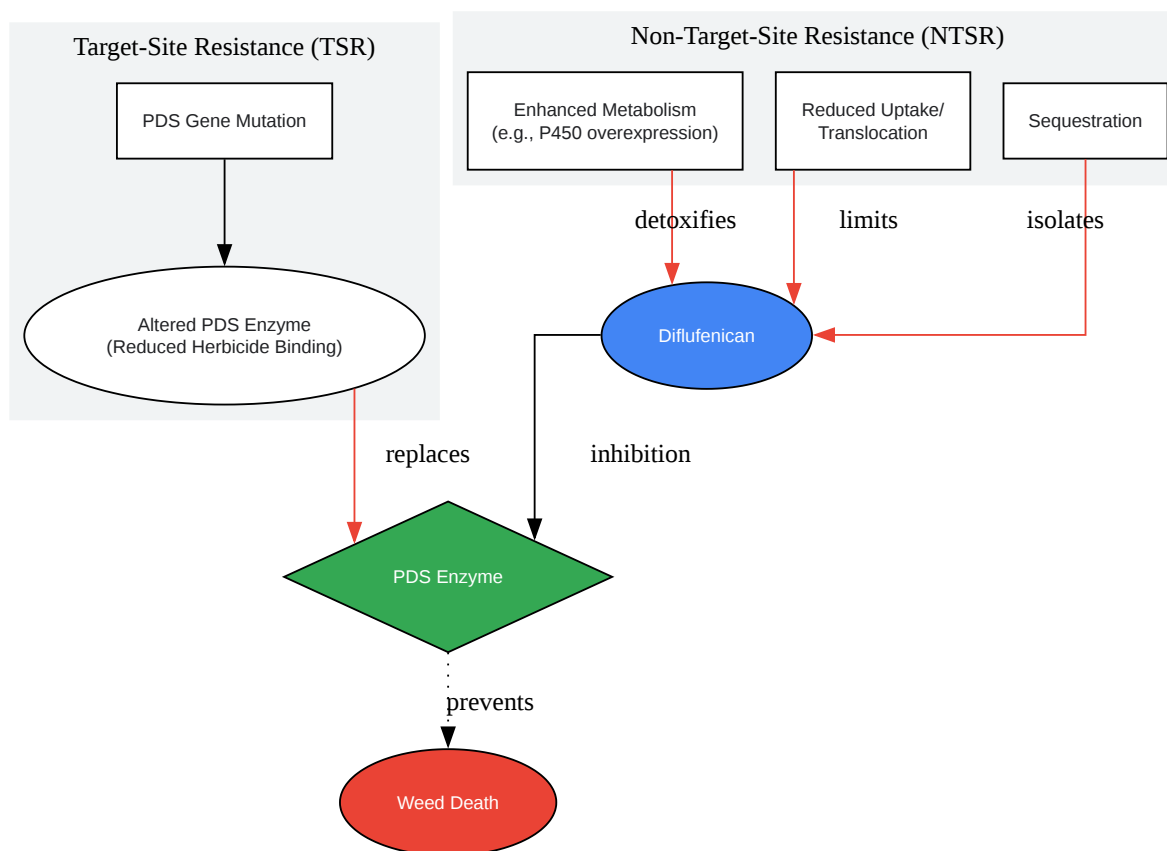 Target-Site Resistance (TSR)
Non-Target-Site Resistance (NTSR)
PDS Gene Mutation
Enhanced Metabolism
(e.g., P450 overexpression)
Reduced Uptake/
Translocation
Sequestration
detoxifies
limits
isolates
Altered PDS Enzyme
(Reduced Herbicide Binding)
Diflufenican
replaces
inhibition
PDS Enzyme
prevents
Weed Death